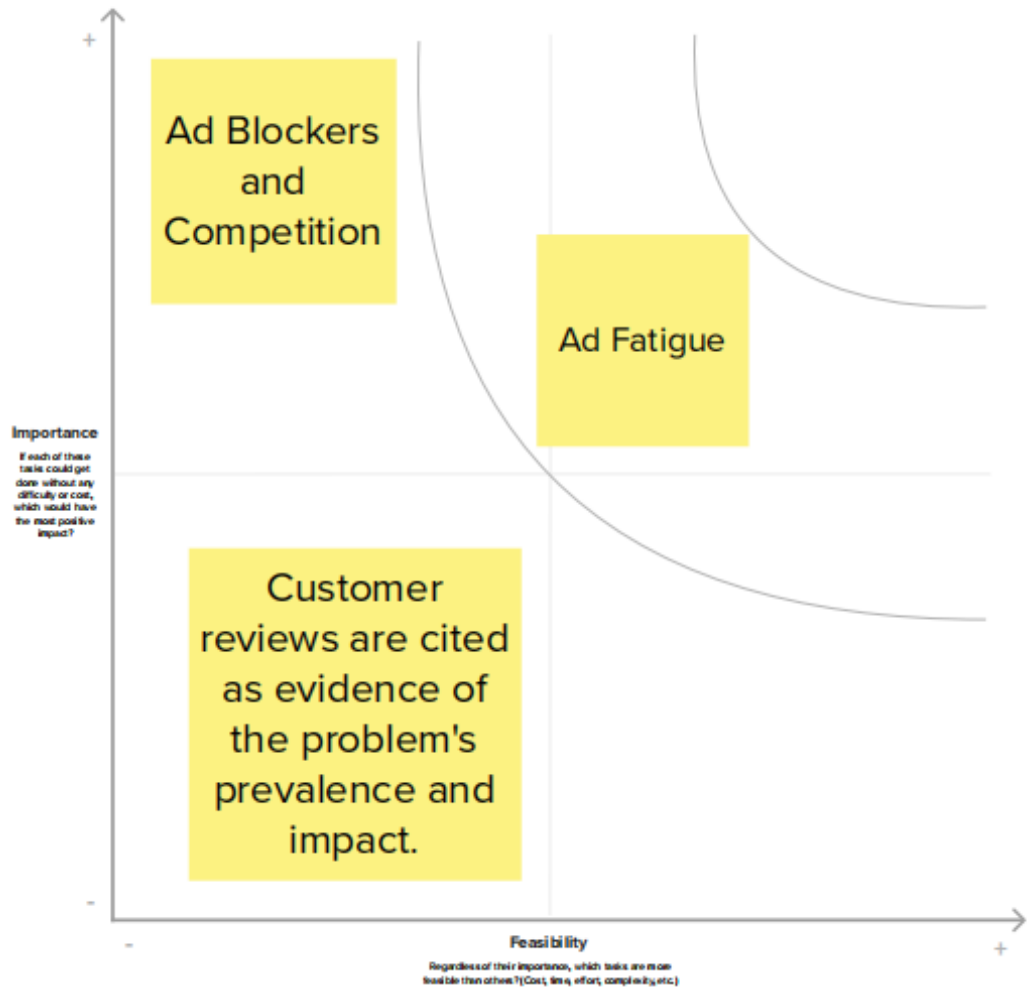 +
Ad Blockers
and
Competition
Ad Fatigue
Importance
If each of these
tasks could get
done without any
difficulty or cost,
which would have
the most positive
impact?
Customer
reviews are cited
as evidence of
the problem's
prevalence and
impact.
-
-
Feasibility
+
Regardless of their importance, which tasks are more
feasible than others? (Cost, time, effort, complexity, etc.)